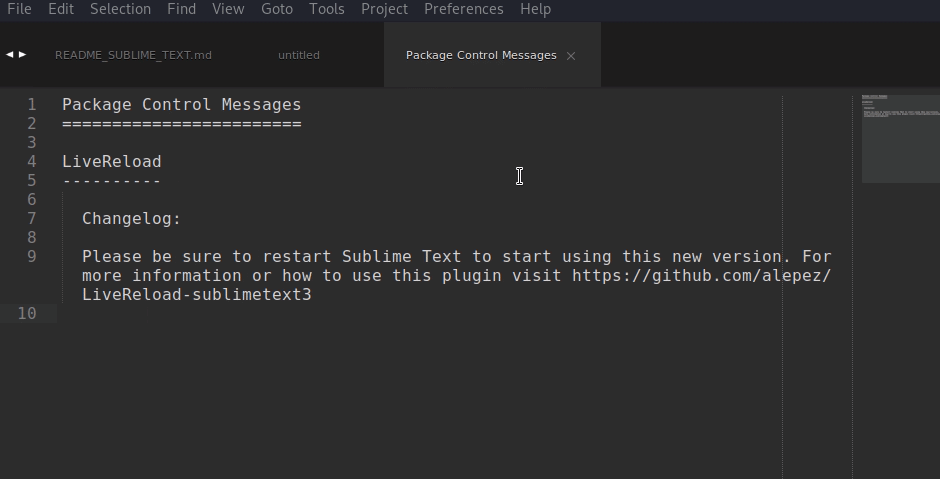 File Edit Selection Find View Goto Tools Project Preferences Help
README_SUBLIME_TEXT.md untitled Package Control Messages ×
1 Package Control Messages
2 ========================
3
4 LiveReload
5 ----------
6
7 Changelog:
8
9 Please be sure to restart Sublime Text to start using this new version. For
more information or how to use this plugin visit https://github.com/alepez/
LiveReload-sublimetext3
10